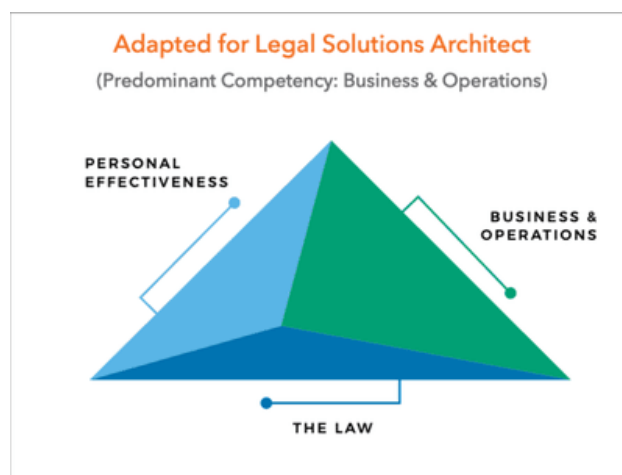 Adapted for Legal Solutions Architect
(Predominant Competency: Business & Operations)
PERSONAL
EFFECTIVENESS
BUSINESS &
OPERATIONS
THE LAW